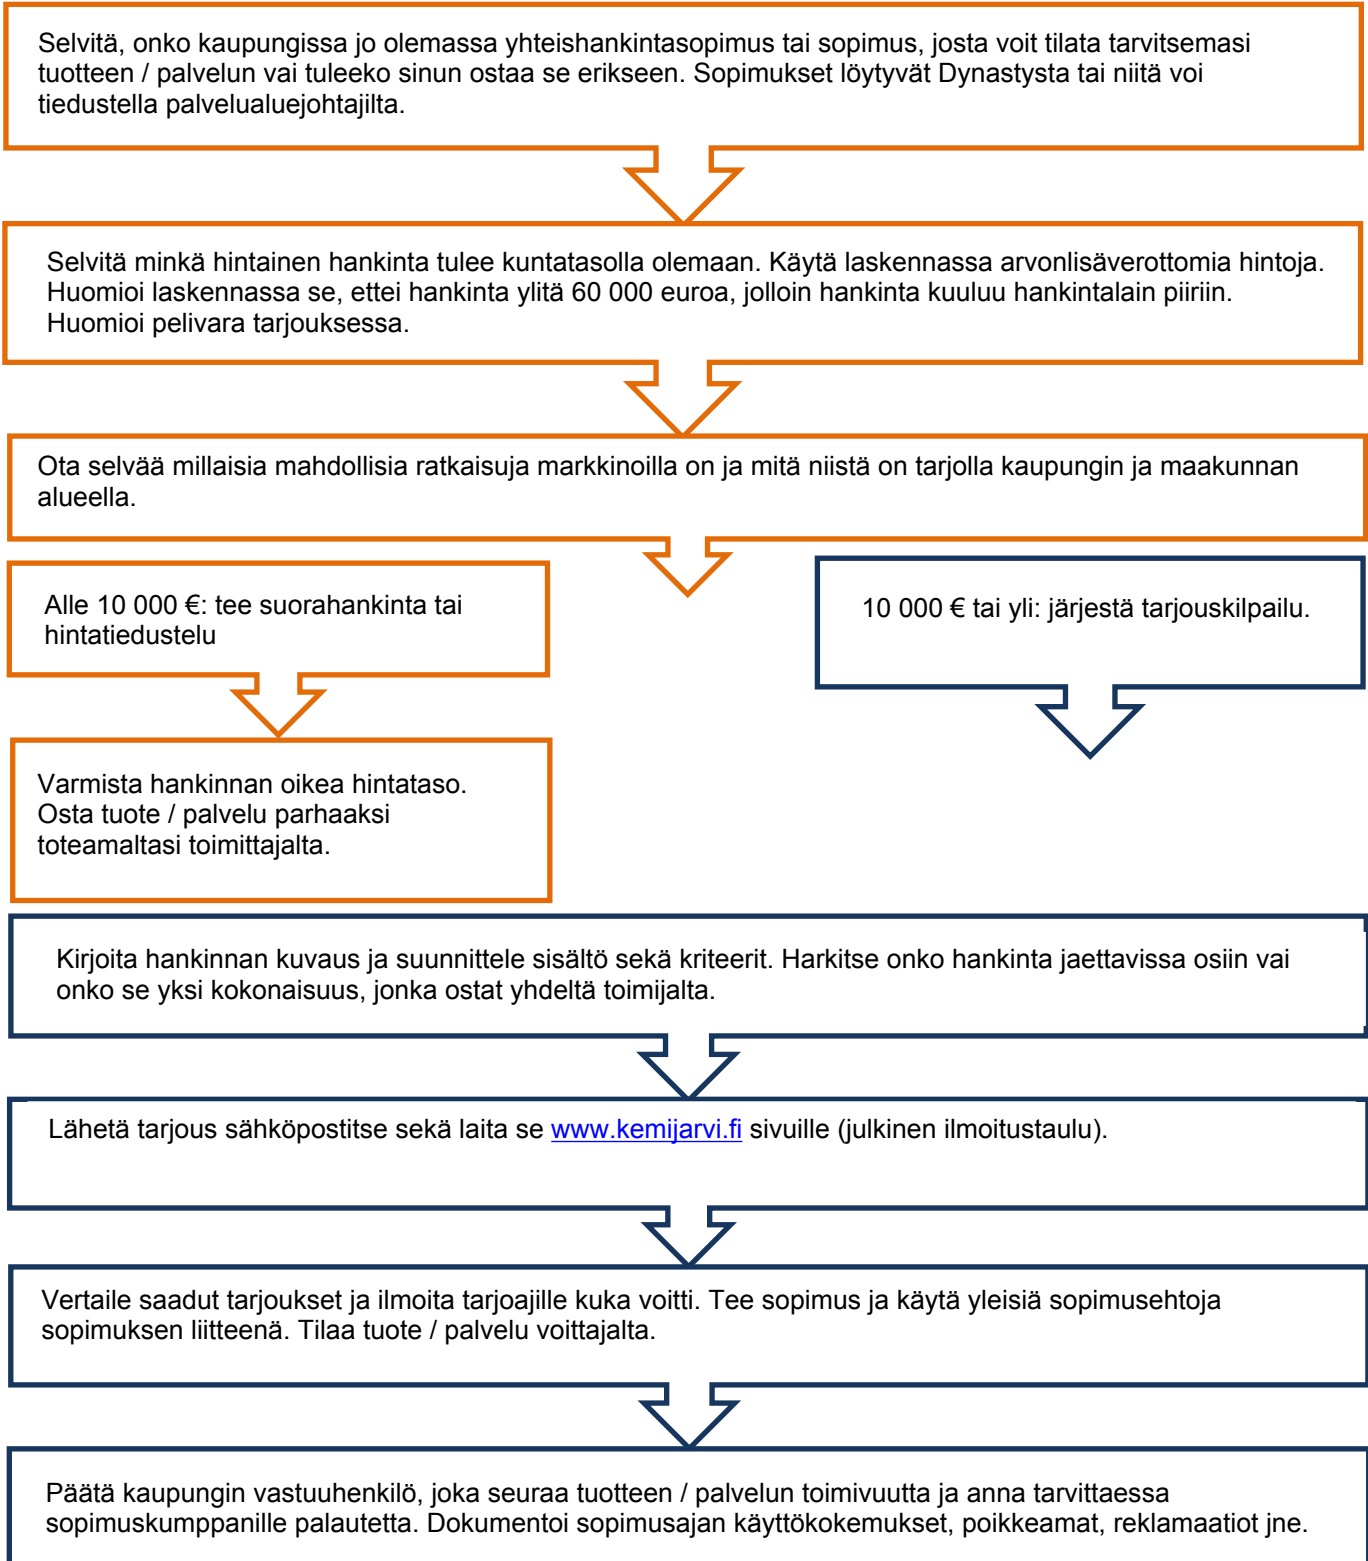 Selvitä, onko kaupungissa jo olemassa yhteishankintasopimus tai sopimus, josta voit tilata tarvitsemasi
tuotteen / palvelun vai tuleeko sinun ostaa se erikseen. Sopimukset löytyvät Dynastysta tai niitä voi
tiedustella palvelualuejohtajilta.
Selvitä minkä hintainen hankinta tulee kuntatasolla olemaan. Käytä laskennassa arvonlisäverottomia hintoja.
Huomioi laskennassa se, ettei hankinta ylitä 60 000 euroa, jolloin hankinta kuuluu hankintalain piiriin.
Huomioi pelivara tarjouksessa.
Ota selvää millaisia mahdollisia ratkaisuja markkinoilla on ja mitä niistä on tarjolla kaupungin ja maakunnan
alueella.
Alle 10 000 €: tee suorahankinta tai
hintatiedustelu
10 000 € tai yli: järjestä tarjouskilpailu.
Varmista hankinnan oikea hintataso.
Osta tuote / palvelu parhaaksi
toteamaltasi toimittajalta.
Kirjoita hankinnan kuvaus ja suunnittele sisältö sekä kriteerit. Harkitse onko hankinta jaettavissa osiin vai
onko se yksi kokonaisuus, jonka ostat yhdeltä toimijalta.
Lähetä tarjous sähköpostitse sekä laita se www.kemijarvi.fi sivuille (julkinen ilmoitustaulu).
Vertaile saadut tarjoukset ja ilmoita tarjoajille kuka voitti. Tee sopimus ja käytä yleisiä sopimusehtoja
sopimuksen liitteenä. Tilaa tuote / palvelu voittajalta.
Päätä kaupungin vastuuhenkilö, joka seuraa tuotteen / palvelun toimivuutta ja anna tarvittaessa
sopimuskumppanille palautetta. Dokumentoi sopimusajan käyttökokemukset, poikkeamat, reklamaatiot jne.